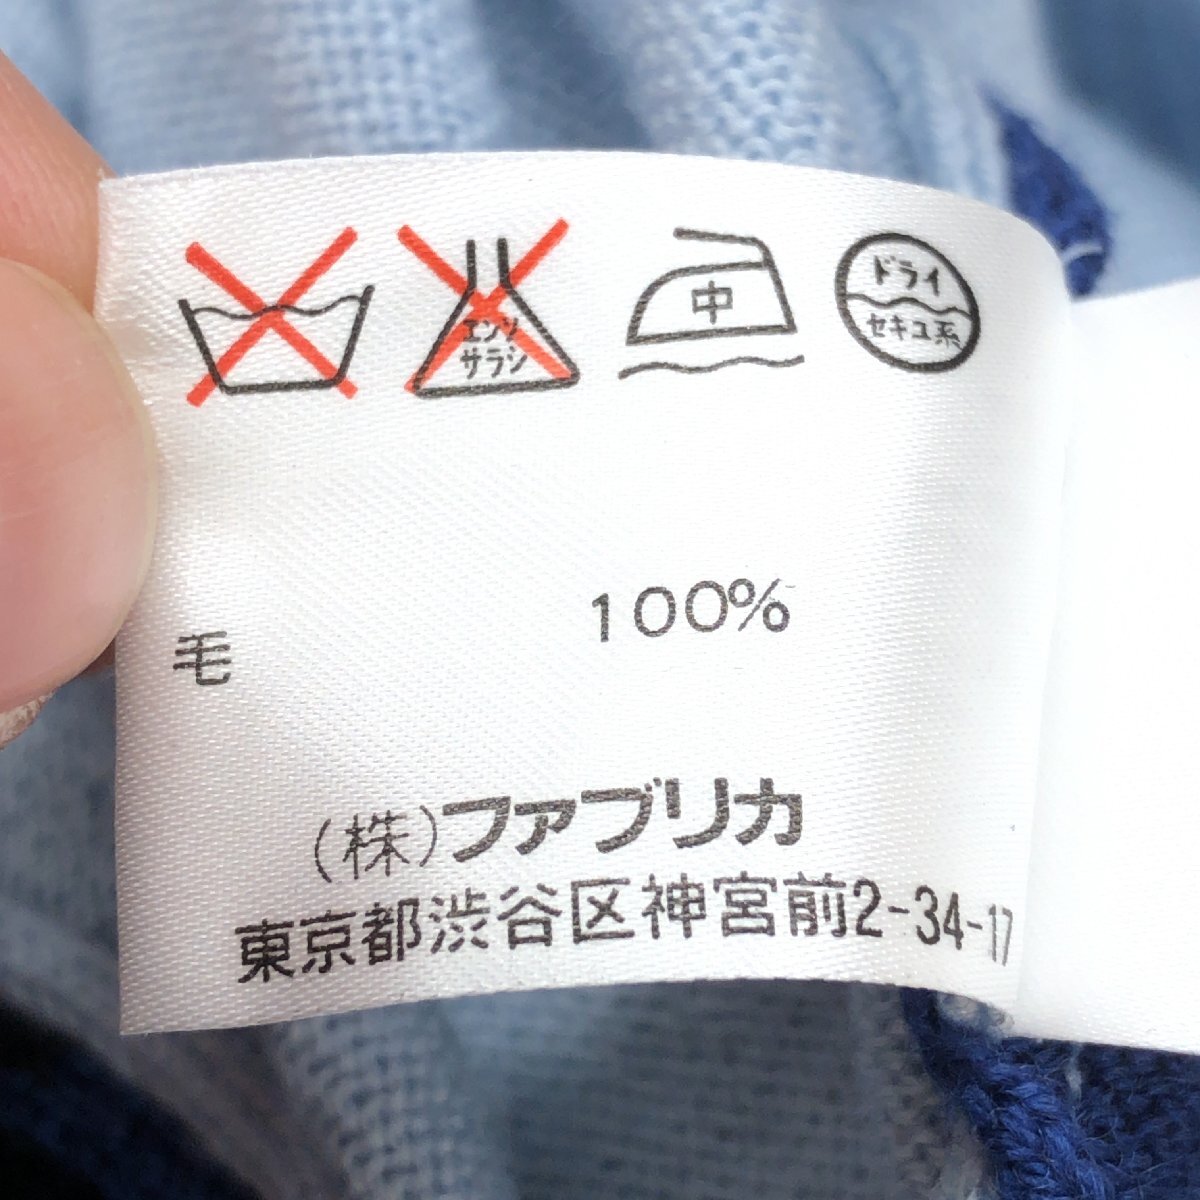 エンソ
サラシ
中
ドライ
セキユ系
毛 100%
(株)ファブリカ
東京都渋谷区神宮前2-34-17